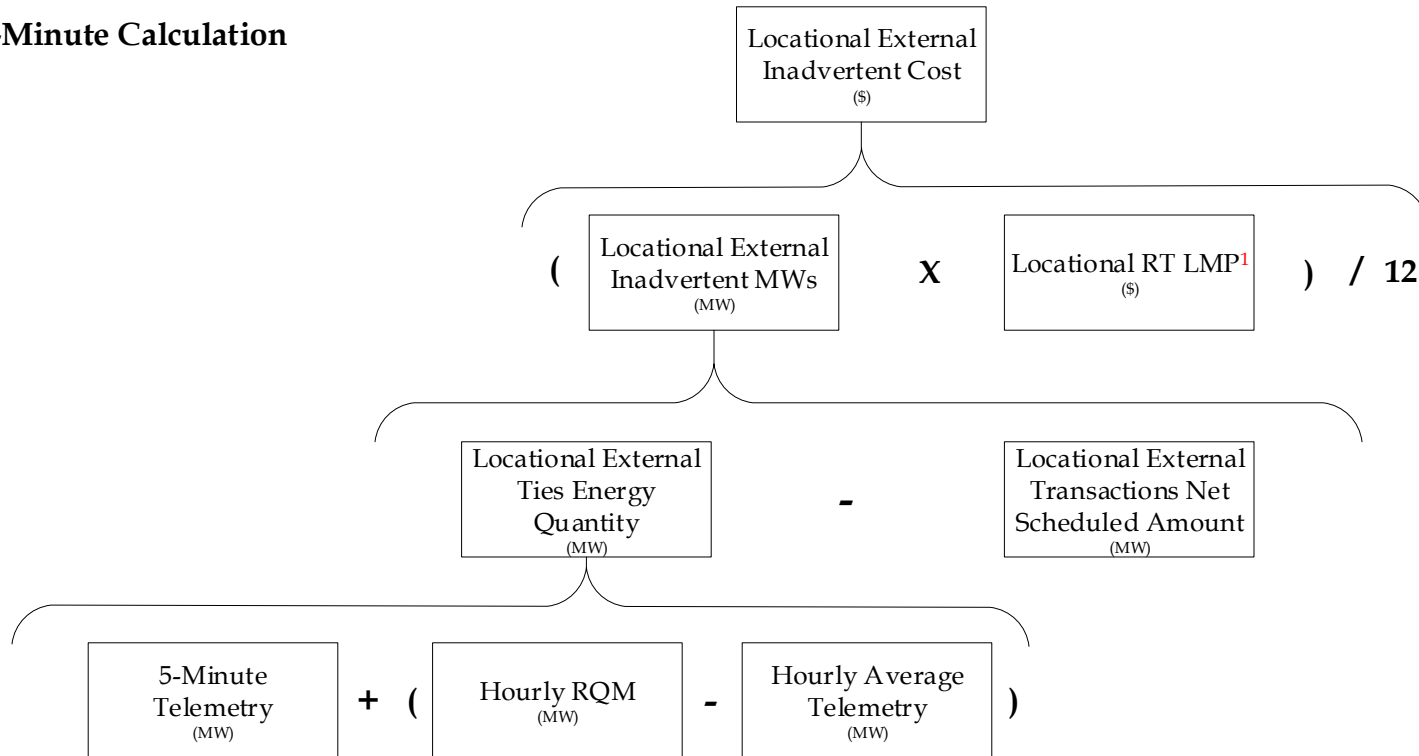 -Minute Calculation
Locational External
Inadvertent Cost
($)
( Locational External
Inadvertent MWs
(MW)
X
Locational RT LMP1
($)
) / 12
Locational External
Ties Energy
Quantity
(MW)
-
Locational External
Transactions Net
Scheduled Amount
(MW)
5-Minute
Telemetry
(MW)
+ (
Hourly RQM
(MW)
-
Hourly Average
Telemetry
(MW)
)